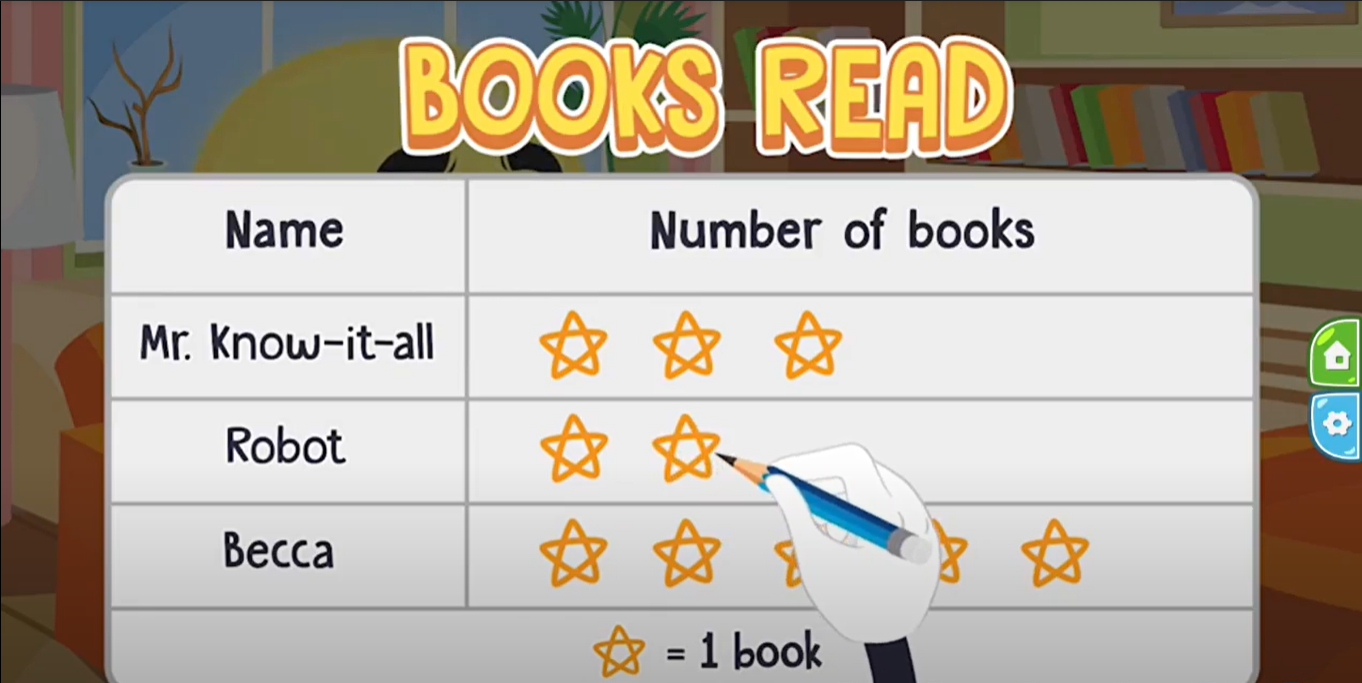 BOOKS READ
Name Number of books
Mr. Know-it-all
Robot
Becca
= 1 book